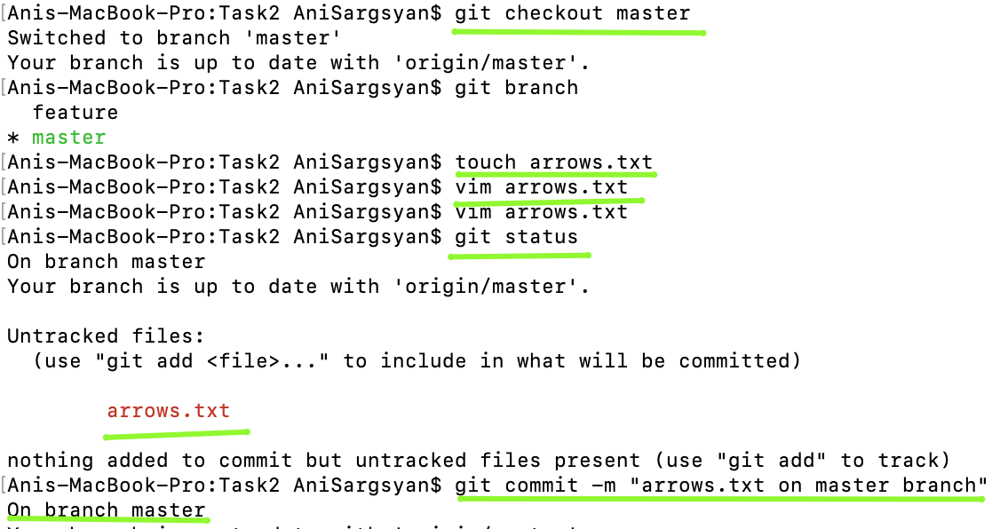 [Anis-MacBook-Pro:Task2 AniSargsyan$ git checkout master
Switched to branch 'master'
Your branch is up to date with 'origin/master'.
[Anis-MacBook-Pro:Task2 AniSargsyan$ git branch
  feature
* master
[Anis-MacBook-Pro:Task2 AniSargsyan$ touch arrows.txt
[Anis-MacBook-Pro:Task2 AniSargsyan$ vim arrows.txt
[Anis-MacBook-Pro:Task2 AniSargsyan$ vim arrows.txt
[Anis-MacBook-Pro:Task2 AniSargsyan$ git status
On branch master
Your branch is up to date with 'origin/master'.
Untracked files:
  (use "git add <file>..." to include in what will be committed)
        arrows.txt
nothing added to commit but untracked files present (use "git add" to track)
[Anis-MacBook-Pro:Task2 AniSargsyan$ git commit -m "arrows.txt on master branch"
On branch master